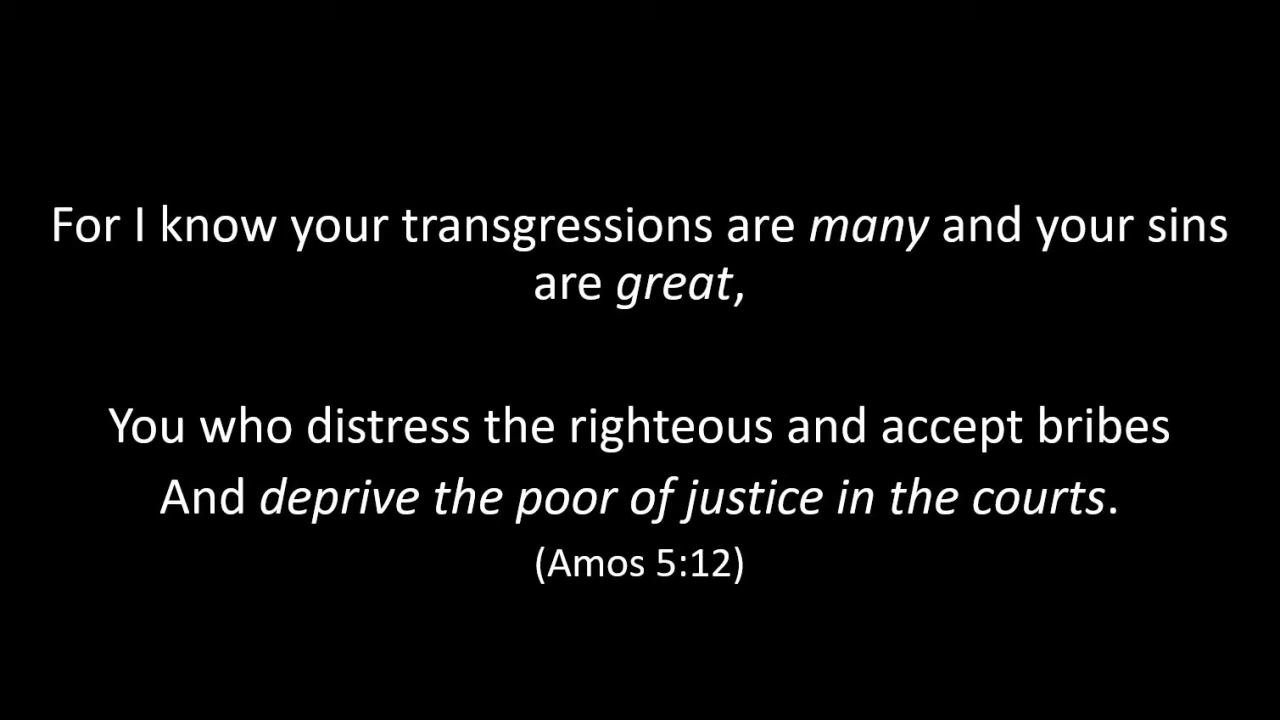 For I know your transgressions are many and your sins
are great,
You who distress the righteous and accept bribes
And deprive the poor of justice in the courts.
(Amos 5:12)